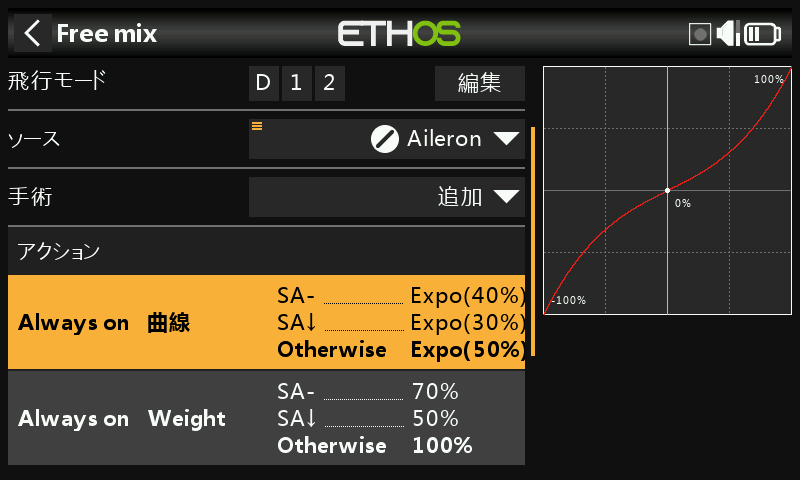 Free mix
ETHOS
飛行モード D 1 2 編集
ソース Aileron
手術 追加
アクション
Always on 曲線
SA- Expo(40%)
SA↓ Expo(30%)
Otherwise Expo(50%)
Always on Weight
SA- 70%
SA↓ 50%
Otherwise 100%
100%
0%
-100%